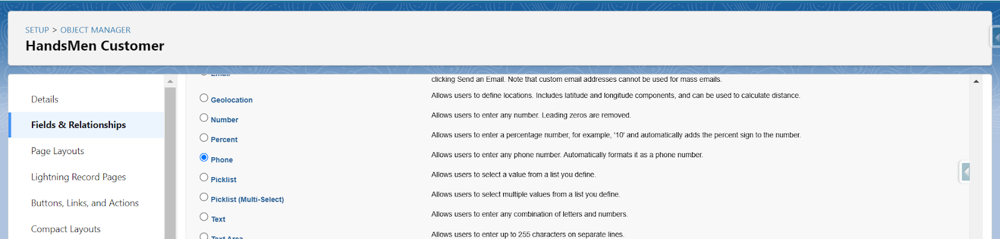 SETUP > OBJECT MANAGER
HandsMen Customer
Details
Fields & Relationships
Page Layouts
Lightning Record Pages
Buttons, Links, and Actions
Compact Layouts
Email
clicking Send an Email. Note that custom email addresses cannot be used for mass emails.
Geolocation Allows users to define locations. Includes latitude and longitude components, and can be used to calculate distance.
Number Allows users to enter any number. Leading zeros are removed.
Percent Allows users to enter a percentage number, for example, '10' and automatically adds the percent sign to the number.
Phone Allows users to enter any phone number. Automatically formats it as a phone number.
Picklist Allows users to select a value from a list you define.
Picklist (Multi-Select) Allows users to select multiple values from a list you define.
Text Allows users to enter any combination of letters and numbers.
Text Area Allows users to enter up to 255 characters on separate lines.